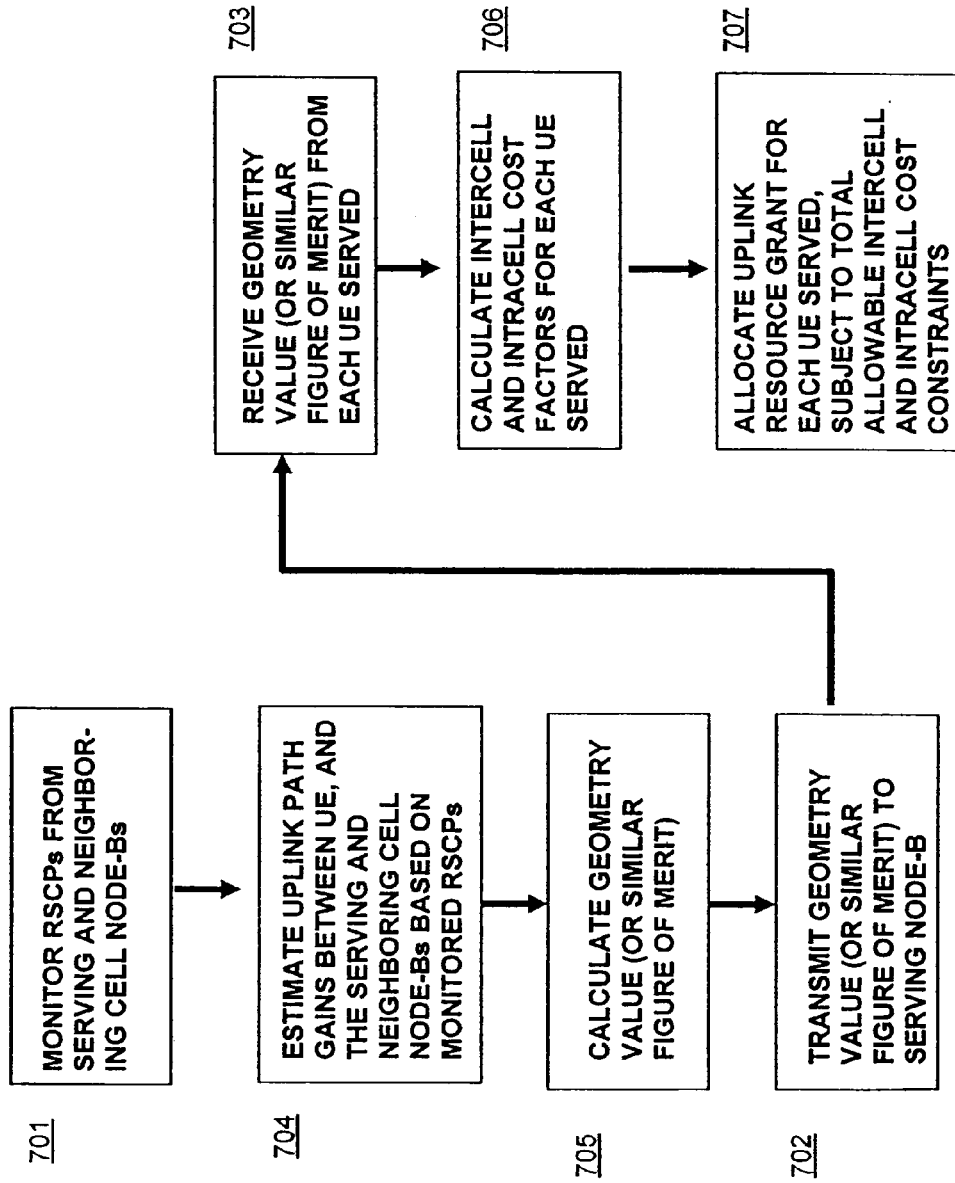 701
MONITOR RSCPs FROM
SERVING AND NEIGHBOR-
ING CELL NODE-Bs
704
ESTIMATE UPLINK PATH
GAINS BETWEEN UE, AND
THE SERVING AND
NEIGHBORING CELL
NODE-Bs BASED ON
MONITORED RSCPs
705
CALCULATE GEOMETRY
VALUE (OR SIMILAR
FIGURE OF MERIT)
702
TRANSMIT GEOMETRY
VALUE (OR SIMILAR
FIGURE OF MERIT) TO
SERVING NODE-B
703
RECEIVE GEOMETRY
VALUE (OR SIMILAR
FIGURE OF MERIT) FROM
EACH UE SERVED
706
CALCULATE INTERCELL
AND INTRACELL COST
FACTORS FOR EACH UE
SERVED
707
ALLOCATE UPLINK
RESOURCE GRANT FOR
EACH UE SERVED,
SUBJECT TO TOTAL
ALLOWABLE INTERCELL
AND INTRACELL COST
CONSTRAINTS